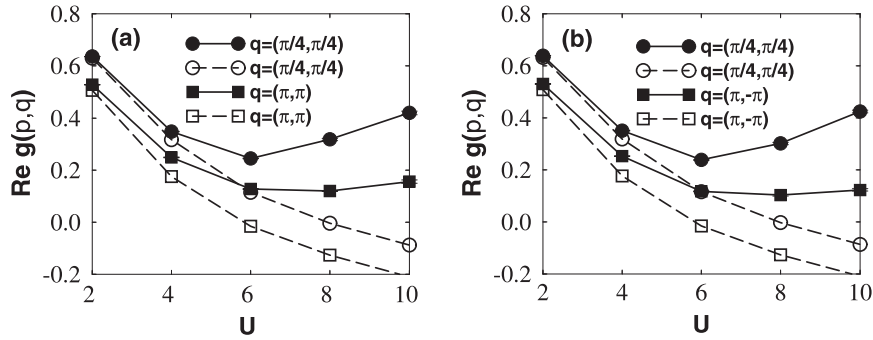 (a)
q=(π/4,π/4)
q=(π/4,π/4)
q=(π,π)
q=(π,π)
0.8
0.6
0.4
0.2
0.0
-0.2
Re g(p,q)
2 4 6 8 10
U
(b)
q=(π/4,π/4)
q=(π/4,π/4)
q=(π,-π)
q=(π,-π)
0.8
0.6
0.4
0.2
0.0
-0.2
Re g(p,q)
2 4 6 8 10
U